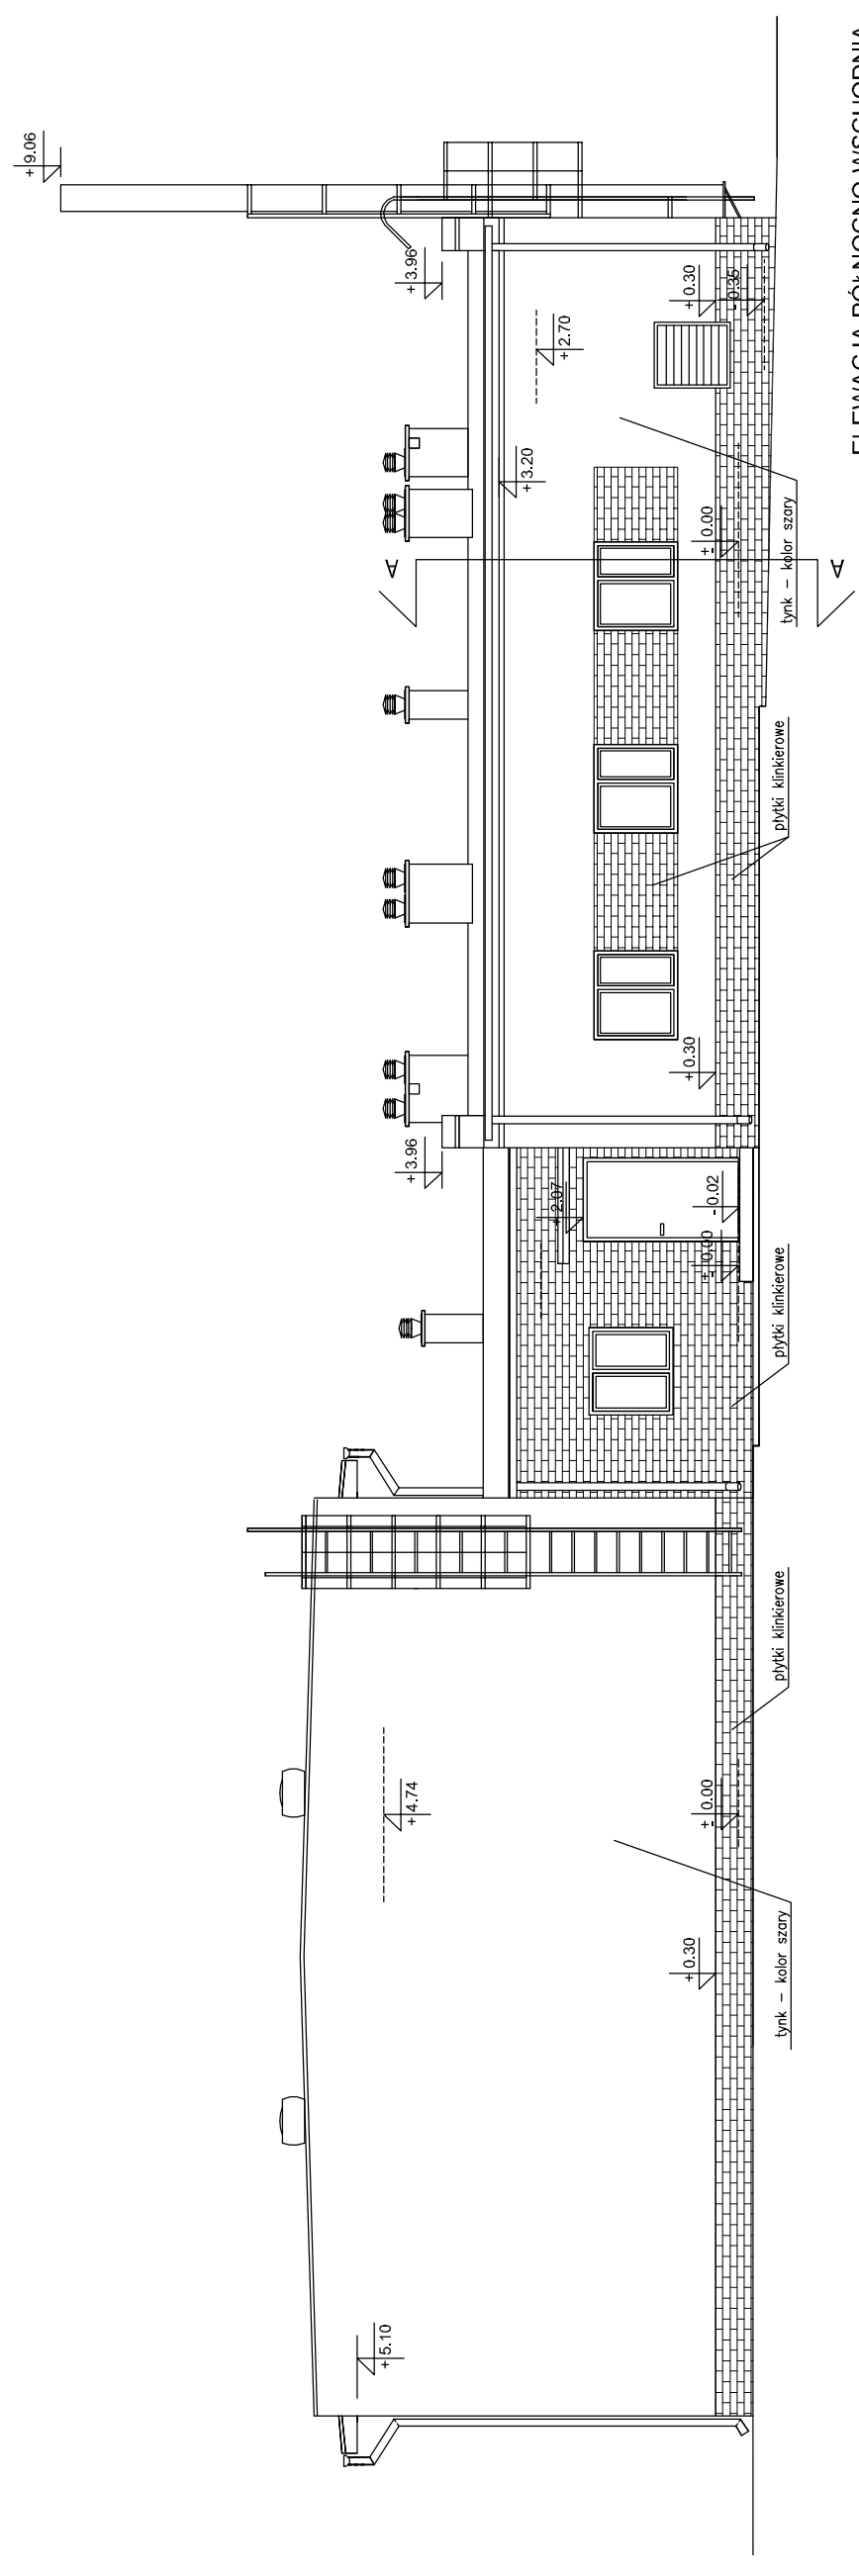 + 9.06
+ 5.10
A
+ 4.74
+ 3.96
+ 3.96
+ 3.20
+ 2.07
+ 2.70
+ 0.30
+ 0.30
+ 0.30
± 0.00
± 0.00
- 0.02
± 0.00
- 0.35
tynk – kolor szary
płytki klinkierowe
płytki klinkierowe
płytki klinkierowe
tynk – kolor szary
A
ELEWACJA PÓŁNOCNO WSCHODNIA